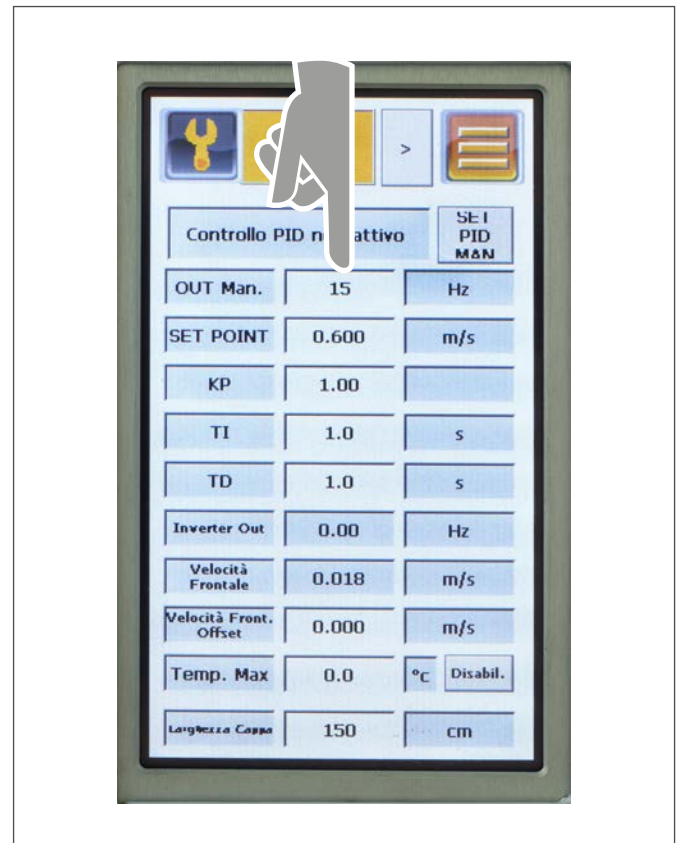 >
Controllo PID attivo
SET
PID
MAN
OUT Man. 15 Hz
SET POINT 0.600 m/s
KP 1.00
TI 1.0 s
TD 1.0 s
Inverter Out 0.00 Hz
Velocità
Frontale 0.018 m/s
Velocità Front.
Offset 0.000 m/s
Temp. Max 0.0 °C Disabil.
Larghezza Cappa 150 cm